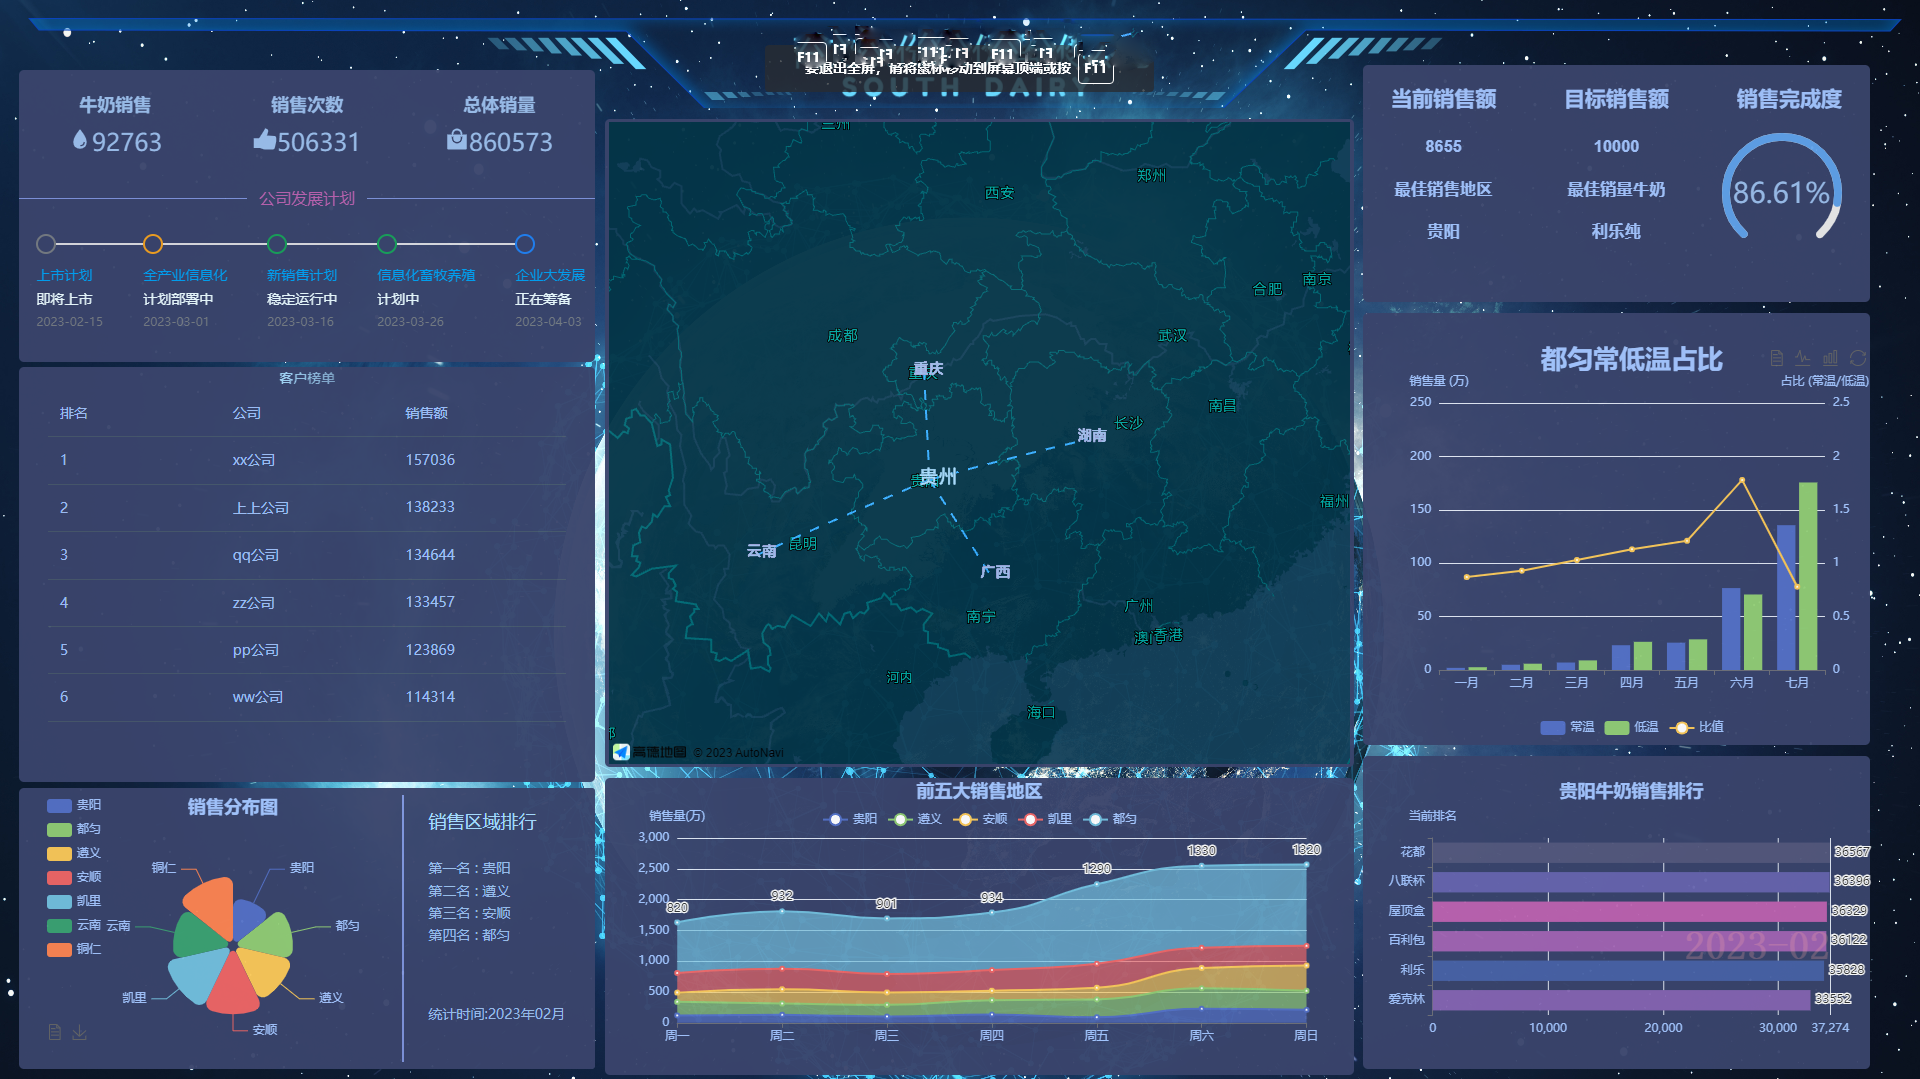 要退出全屏，请将鼠标移动到屏幕顶端或按 F11
SOUTH DAIRY
牛奶销售 销售次数 总体销量
92763 506331 860573
公司发展计划
上市计划 全产业信息化 新销售计划 信息化畜牧养殖 企业大发展
即将上市 计划部署中 稳定运行中 计划中 正在筹备
2023-02-15 2023-03-01 2023-03-16 2023-03-26 2023-04-03
客户榜单
排名 公司 销售额
1 xx公司 157036
2 上上公司 138233
3 qq公司 134644
4 zz公司 133457
5 pp公司 123869
6 ww公司 114314
销售分布图
贵阳
都匀
遵义
安顺
凯里
云南
铜仁
铜仁 贵阳
云南 都匀
凯里 遵义
安顺
销售区域排行
第一名 : 贵阳
第二名 : 遵义
第三名 : 安顺
第四名 : 都匀
统计时间:2023年02月
兰州
郑州
西安
南京
合肥
成都 武汉
重庆
重庆
南昌
长沙
湖南
贵州
福州
昆明
云南
广西
广州
南宁
澳门 香港
河内
海口
高德地图 © 2023 AutoNavi
前五大销售地区
销售量(万)
贵阳 遵义 安顺 凯里 都匀
3,000
2,500
2,000
1,500
1,000
500
0
820 932 901 934 1290 1330 1320
周一 周二 周三 周四 周五 周六 周日
当前销售额 目标销售额 销售完成度
8655 10000
86.61%
最佳销售地区 最佳销量牛奶
贵阳 利乐纯
都匀常低温占比
销售量 (万) 占比 (常温/低温)
250 2.5
200 2
150 1.5
100 1
50 0.5
0 0
一月 二月 三月 四月 五月 六月 七月
常温 低温 比值
贵阳牛奶销售排行
当前排名
花都 36567
八联杯 36396
屋顶盒 36329
百利包 36122
利乐 35828
爱克林 33552
2023-02
0 10,000 20,000 30,000 37,274